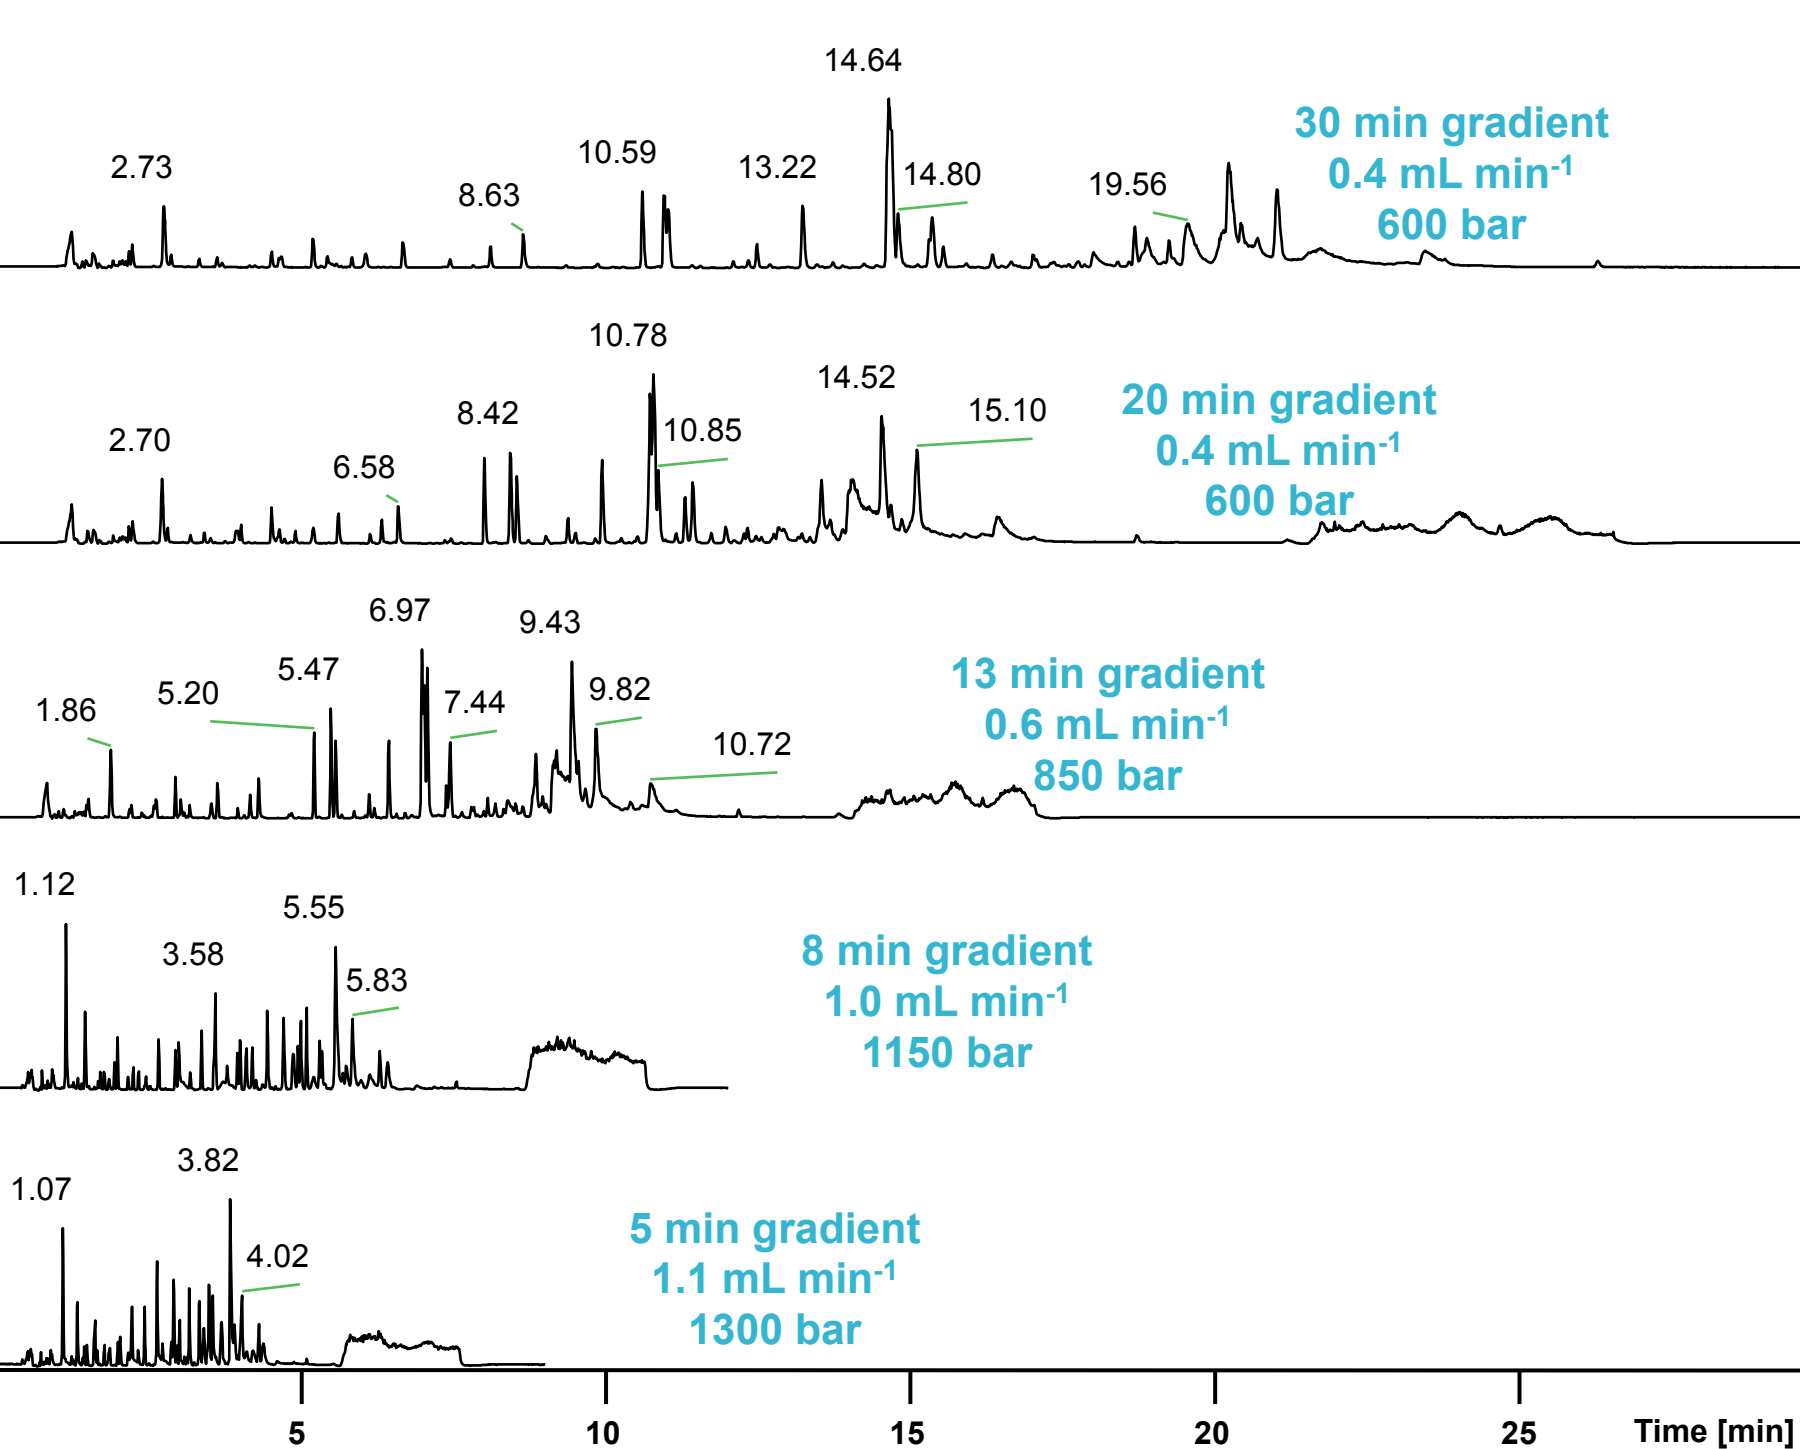 14.64
2.73
8.63
10.59
13.22
14.80
19.56
30 min gradient
0.4 mL min-1
600 bar
10.78
2.70
6.58
8.42
10.85
14.52
15.10
20 min gradient
0.4 mL min-1
600 bar
6.97
9.43
1.86
5.20
5.47
7.44
9.82
10.72
13 min gradient
0.6 mL min-1
850 bar
1.12
3.58
5.55
5.83
8 min gradient
1.0 mL min-1
1150 bar
1.07
3.82
4.02
5 min gradient
1.1 mL min-1
1300 bar
5 10 15 20 25 Time [min]